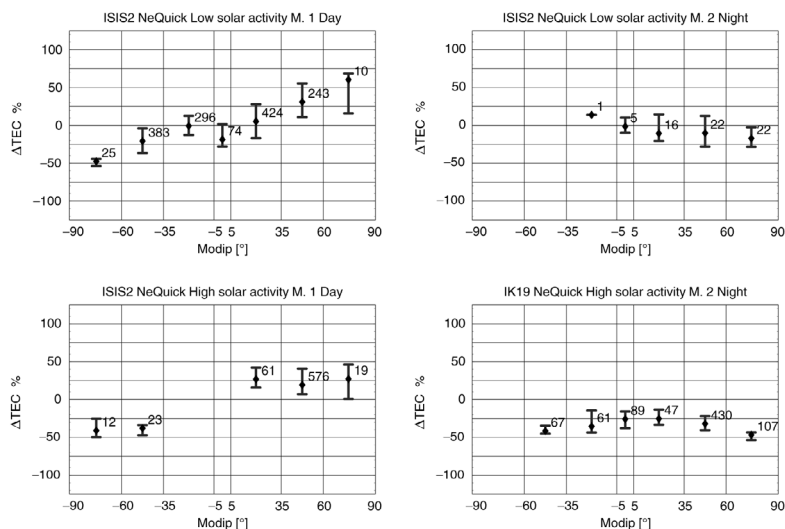 ISIS2 NeQuick Low solar activity M. 1 Day
100
50
0
−50
−100
ΔTEC %
25
383
296
74
424
243
10
−90 −60 −35 −5 5 35 60 90
Modip [°]
ISIS2 NeQuick Low solar activity M. 2 Night
100
50
0
−50
−100
ΔTEC %
1
5
16
22
22
−90 −60 −35 −5 5 35 60 90
Modip [°]
ISIS2 NeQuick High solar activity M. 1 Day
100
50
0
−50
−100
ΔTEC %
12
23
61
576
19
−90 −60 −35 −5 5 35 60 90
Modip [°]
IK19 NeQuick High solar activity M. 2 Night
100
50
0
−50
−100
ΔTEC %
67
61
89
47
430
107
−90 −60 −35 −5 5 35 60 90
Modip [°]